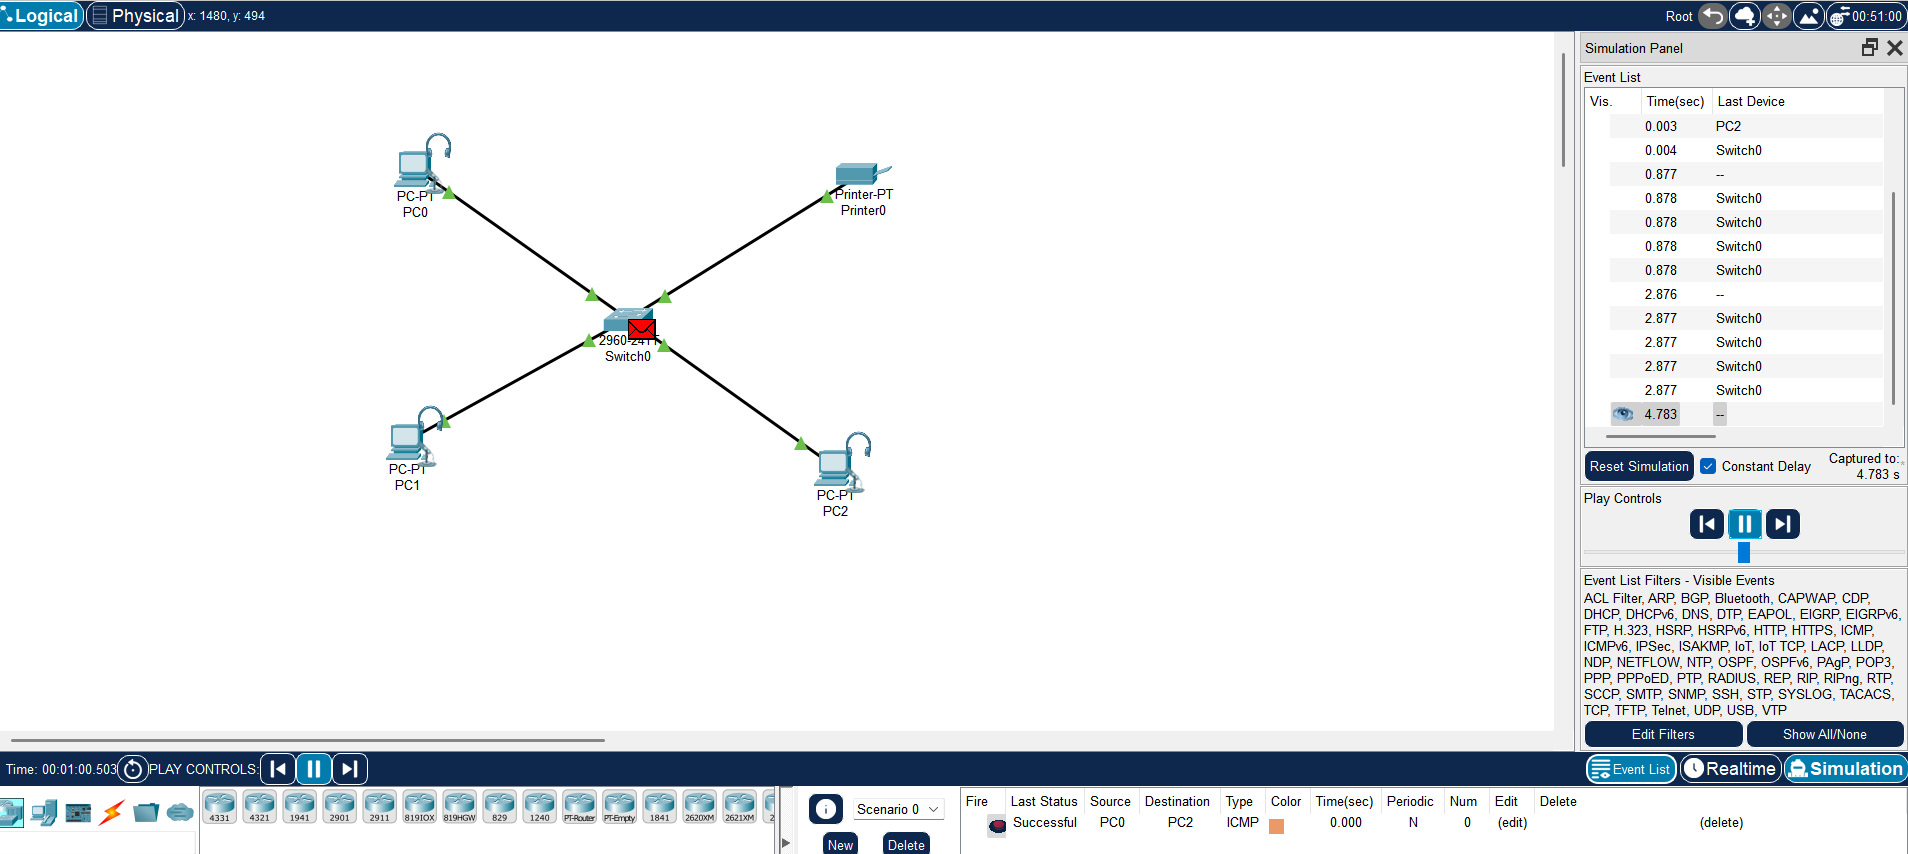 Logical
Physical
x: 1480, y: 494
Root
00:51:00
Simulation Panel
Event List
Vis.
Time(sec)
Last Device
0.003
PC2
0.004
Switch0
0.877
--
0.878
Switch0
0.878
Switch0
0.878
Switch0
0.878
Switch0
2.876
--
2.877
Switch0
2.877
Switch0
2.877
Switch0
2.877
Switch0
4.783
--
Reset Simulation
Constant Delay
Captured to:
4.783 s
Play Controls
Event List Filters - Visible Events
ACL Filter, ARP, BGP, Bluetooth, CAPWAP, CDP,
DHCP, DHCPv6, DNS, DTP, EAPOL, EIGRP, EIGRPv6,
FTP, H.323, HSRP, HSRPv6, HTTP, HTTPS, ICMP,
ICMPv6, IPSec, ISAKMP, IoT, IoT TCP, LACP, LLDP,
NDP, NETFLOW, NTP, OSPF, OSPFv6, PAgP, POP3,
PPP, PPPoED, PTP, RADIUS, REP, RIP, RIPng, RTP,
SCCP, SMTP, SNMP, SSH, STP, SYSLOG, TACACS,
TCP, TFTP, Telnet, UDP, USB, VTP
Edit Filters
Show All/None
PC-PT
PC0
Printer-PT
Printer0
Switch0
PC-PT
PC1
PC-PT
PC2
Time: 00:01:00.503
PLAY CONTROLS:
Event List
Realtime
Simulation
4331
4321
1941
2901
2911
819IOX
819HGW
829
1240
PT-Router
PT-Empty
1841
2620XM
2621XM
2
Scenario 0
New
Delete
Fire
Last Status
Source
Destination
Type
Color
Time(sec)
Periodic
Num
Edit
Delete
Successful
PC0
PC2
ICMP
0.000
N
0
(edit)
(delete)